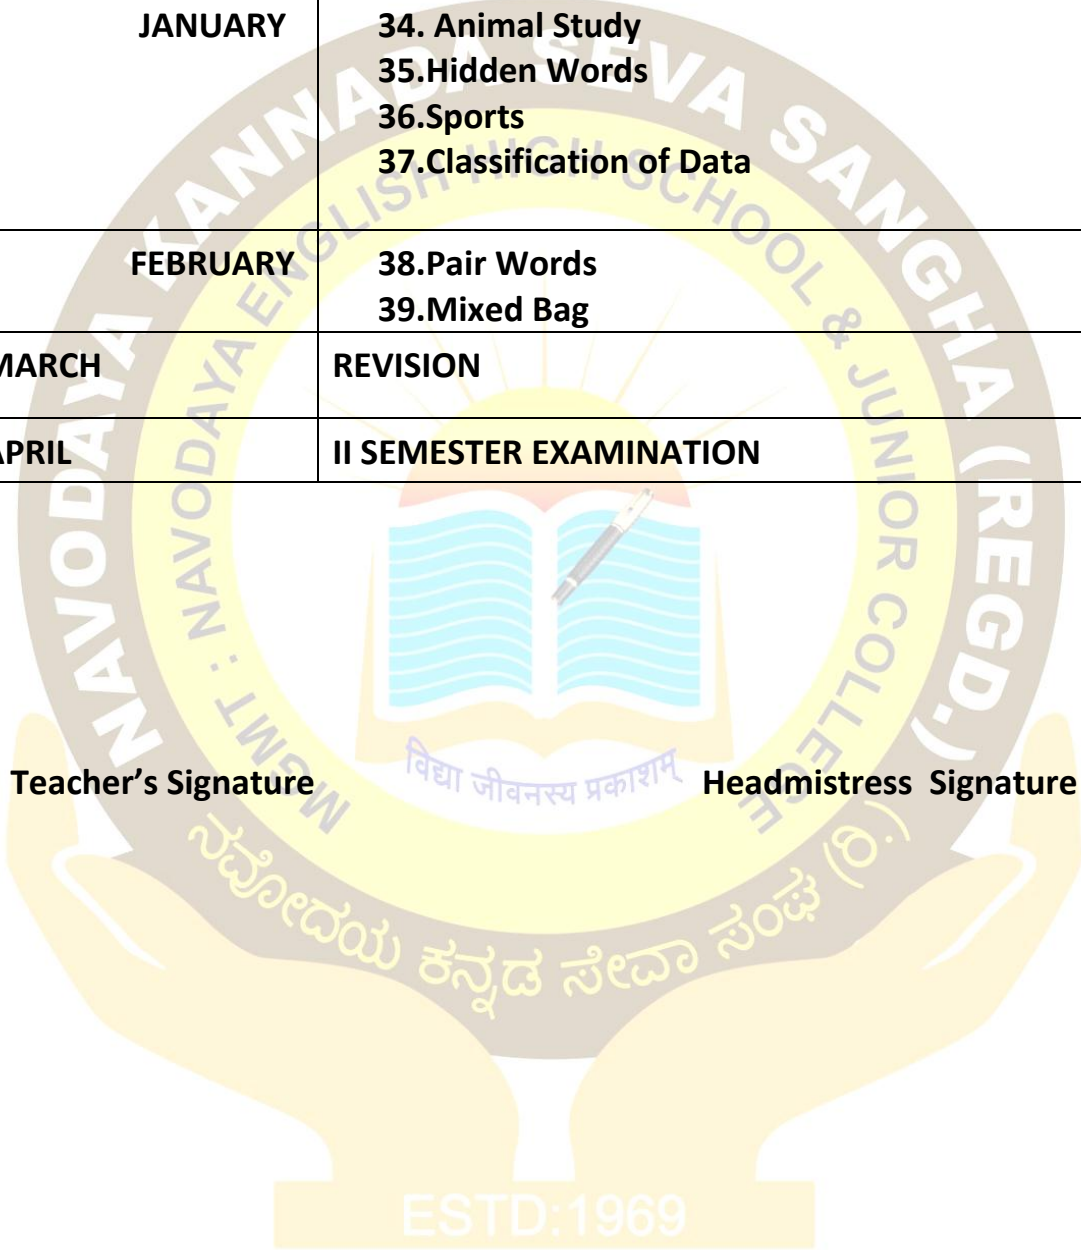 JANUARY
34. Animal Study
35.Hidden Words
36.Sports
37.Classification of Data
FEBRUARY
38.Pair Words
39.Mixed Bag
MARCH
REVISION
APRIL
II SEMESTER EXAMINATION
Teacher’s Signature
Headmistress Signature
NAVODAYA KANNADA SEVA SANGHA (REGD.)
MGMT : NAVODAYA ENGLISH HIGH SCHOOL & JUNIOR COLLEGE
विद्या जीवनस्य प्रकाशम्
ನವೋದಯ ಕನ್ನಡ ಸೇವಾ ಸಂಘ (ರಿ.)
ESTD:1969